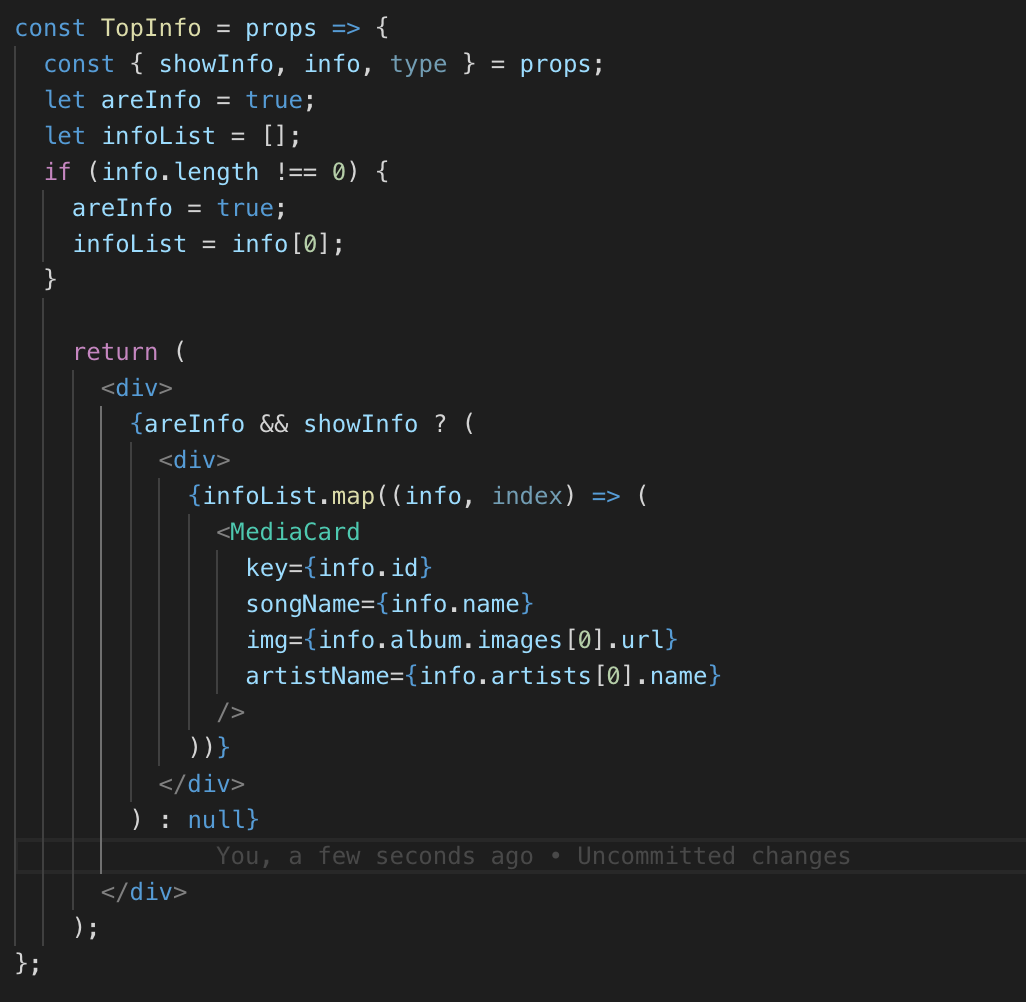 const TopInfo = props => {
  const { showInfo, info, type } = props;
  let areInfo = true;
  let infoList = [];
  if (info.length !== 0) {
    areInfo = true;
    infoList = info[0];
  }

    return (
      <div>
        {areInfo && showInfo ? (
          <div>
            {infoList.map((info, index) => (
              <MediaCard
                key={info.id}
                songName={info.name}
                img={info.album.images[0].url}
                artistName={info.artists[0].name}
              />
            ))}
          </div>
        ) : null}
              You, a few seconds ago • Uncommitted changes
      </div>
    );
};